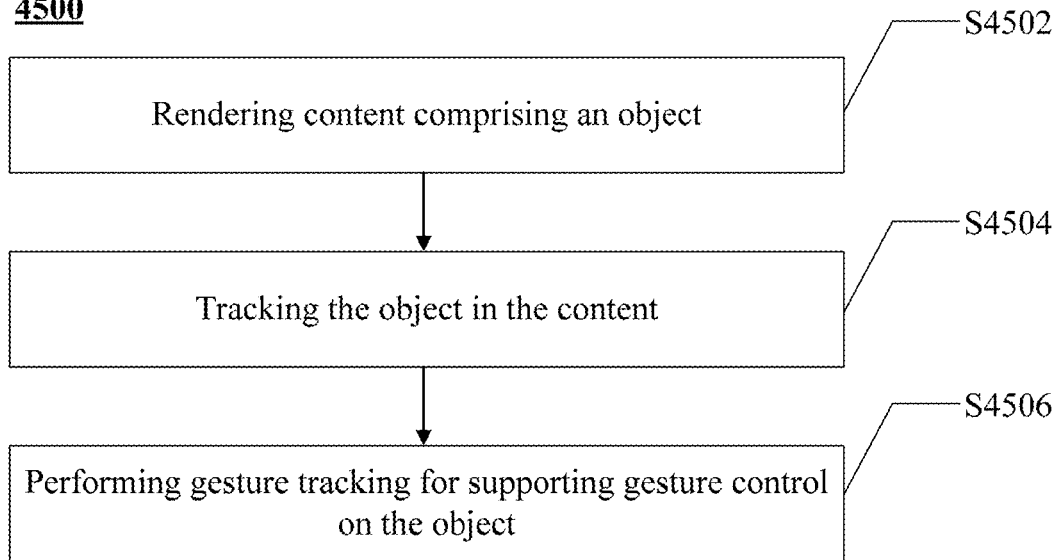 4500
S4502
Rendering content comprising an object
S4504
Tracking the object in the content
S4506
Performing gesture tracking for supporting gesture control
on the object